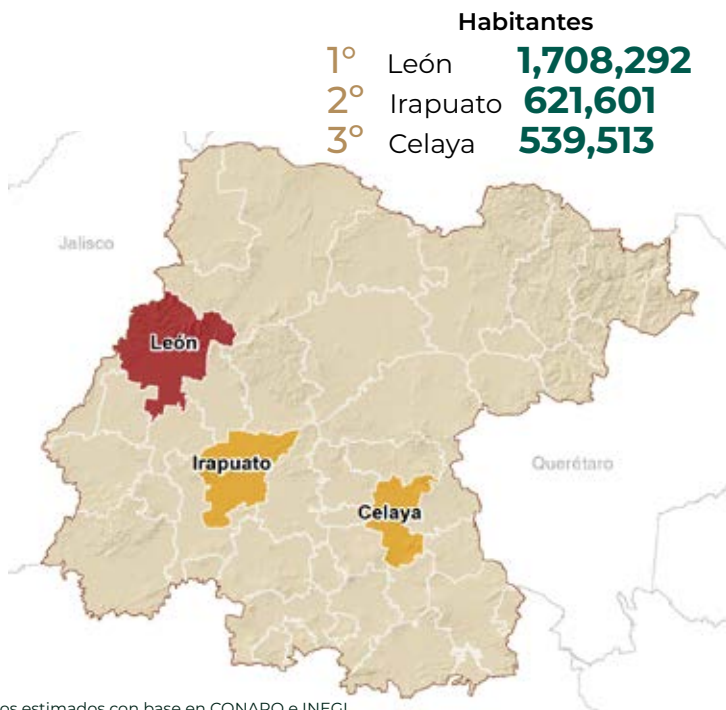 Habitantes
1° León 1,708,292
2° Irapuato 621,601
3° Celaya 539,513
Jalisco
León
Irapuato
Querétaro
Celaya
estimados con base en CONAPO e INEGI